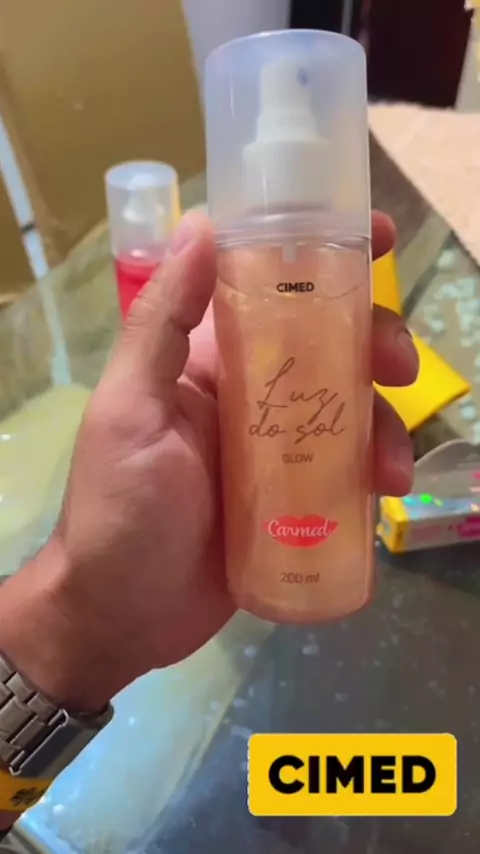 CIMED
Luz
do sol
GLOW
Carmed
200 ml
CIMED